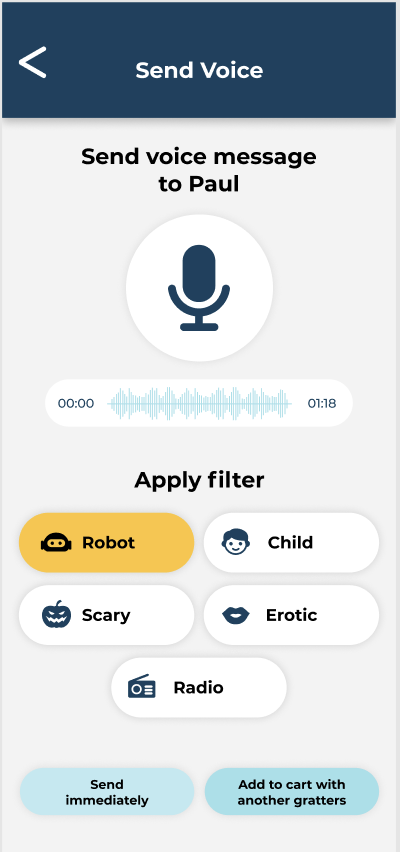 Send Voice
Send voice message
to Paul
00:00
01:18
Apply filter
Robot
Child
Scary
Erotic
Radio
Send
immediately
Add to cart with
another gratters